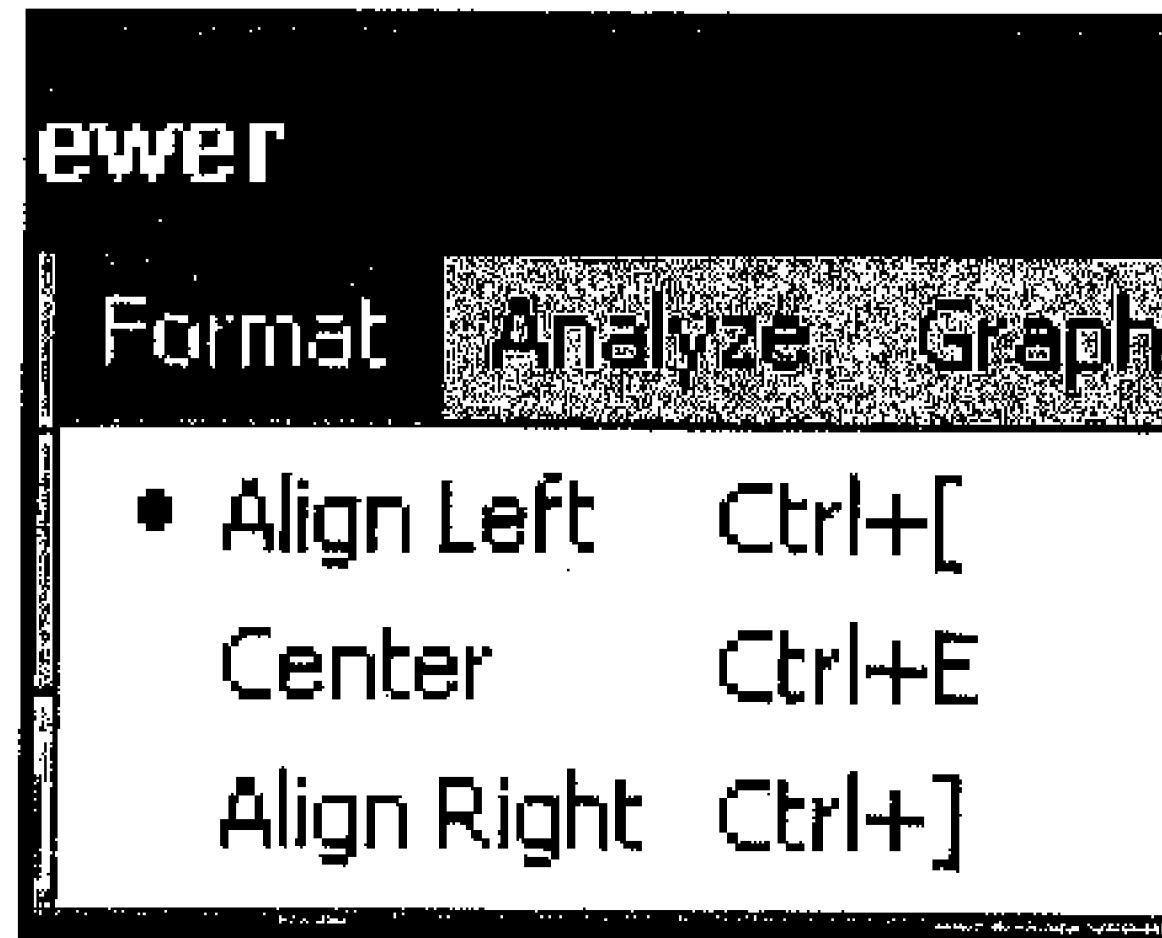 ewer
Format Analyze Graph
• Align Left Ctrl+[
Center Ctrl+E
Align Right Ctrl+]